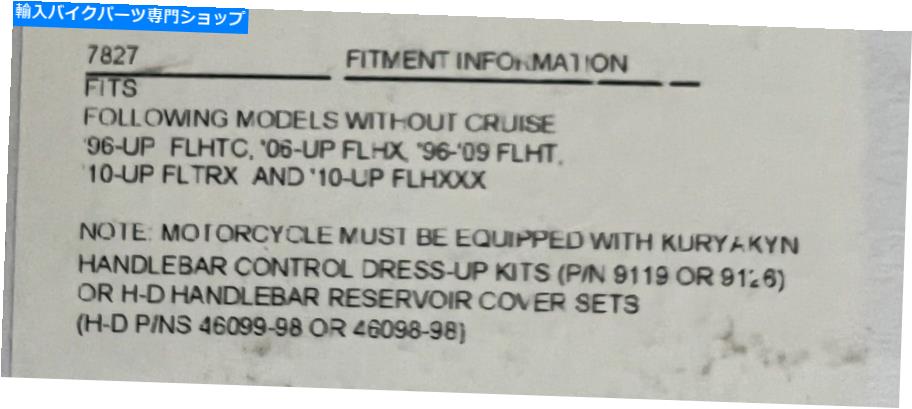 輸入バイクパーツ専門ショップ
7827 FITMENT INFORMATION
FITS
FOLLOWING MODELS WITHOUT CRUISE
'96-UP FLHTC, '06-UP FLHX, '96-'09 FLHT,
'10-UP FLTRX AND '10-UP FLHXXX
NOTE: MOTORCYCLE MUST BE EQUIPPED WITH KURYAKYN
HANDLEBAR CONTROL DRESS-UP KITS (P/N 9119 OR 9126)
OR H-D HANDLEBAR RESERVOIR COVER SETS
(H-D P/NS 46099-98 OR 46098-98)